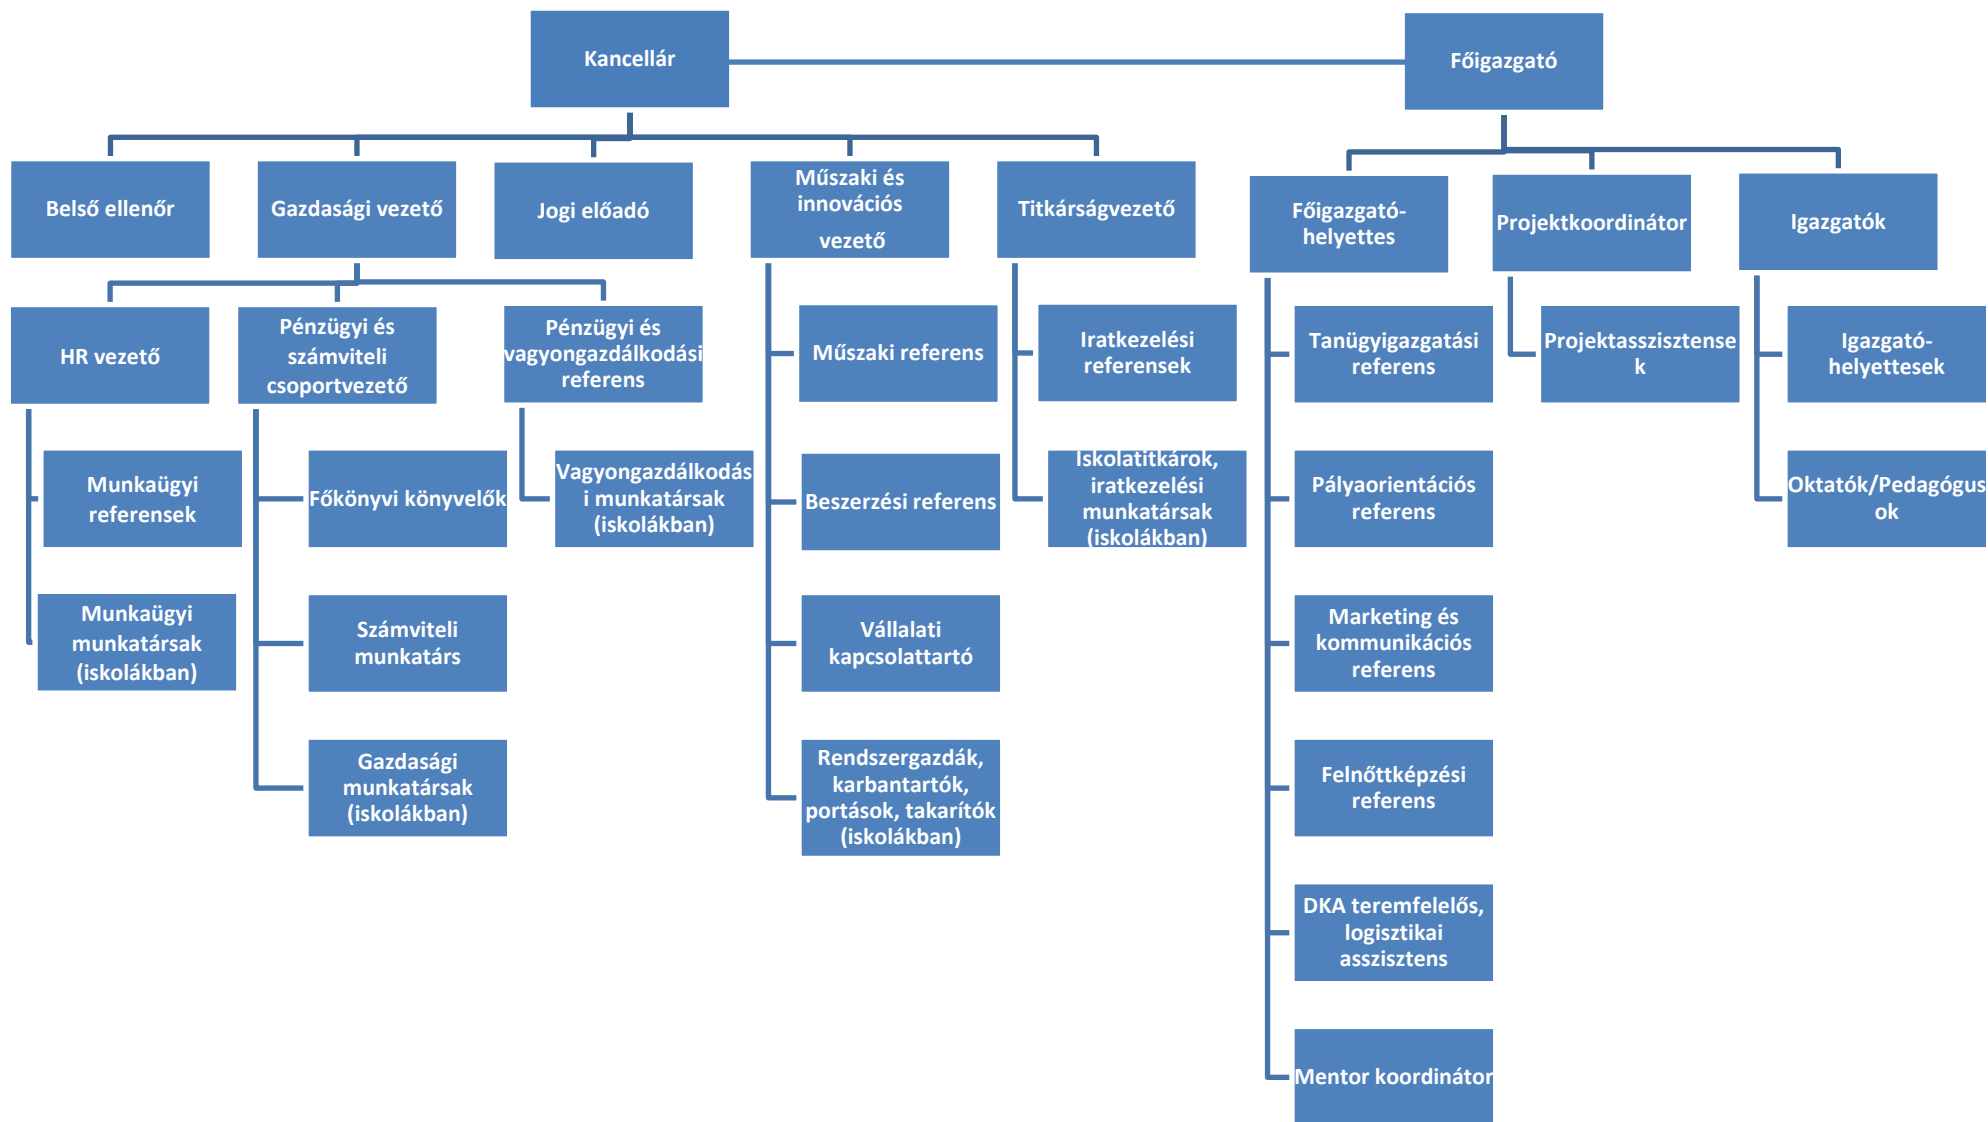 Kancellár
Főigazgató
Belső ellenőr
Gazdasági vezető
Jogi előadó
Műszaki és
innovációs
vezető
Titkárságvezető
Főigazgató-
helyettes
Projektkoordinátor
Igazgatók
HR vezető
Pénzügyi és
számviteli
csoportvezető
Pénzügyi és
vagyongazdálkodási
referens
Műszaki referens
Iratkezelési
referensek
Tanügyigazgatási
referens
Projektasszisztense
k
Igazgató-
helyettesek
Munkaügyi
referensek
Főkönyvi könyvelők
Vagyongazdálkodás
i munkatársak
(iskolákban)
Beszerzési referens
Iskolatitkárok,
iratkezelési
munkatársak
(iskolákban)
Pályaorientációs
referens
Oktatók/Pedagógus
ok
Munkaügyi
munkatársak
(iskolákban)
Számviteli
munkatárs
Vállalati
kapcsolattartó
Marketing és
kommunikációs
referens
Gazdasági
munkatársak
(iskolákban)
Rendszergazdák,
karbantartók,
portások, takarítók
(iskolákban)
Felnőttképzési
referens
DKA teremfelelős,
logisztikai
asszisztens
Mentor koordinátor